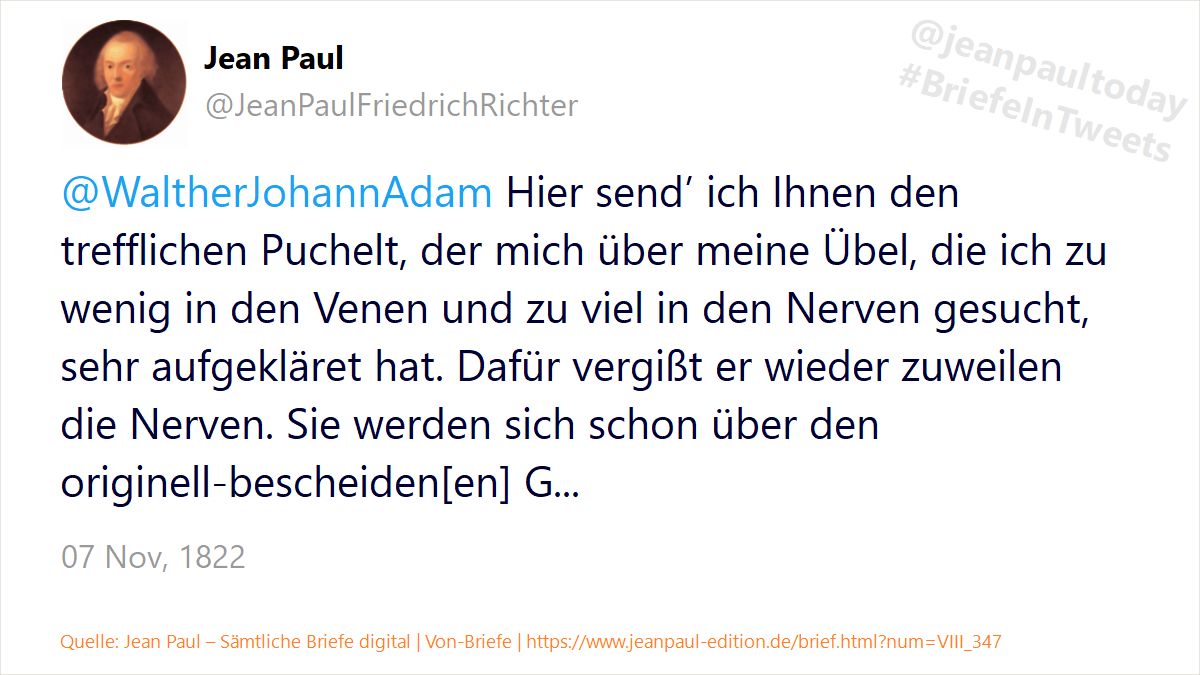 Jean Paul
@JeanPaulFriedrichRichter
@jeanpaultoday
#BriefeInTweets
@WaltherJohannAdam Hier send’ ich Ihnen den
trefflichen Puchelt, der mich über meine Übel, die ich zu
wenig in den Venen und zu viel in den Nerven gesucht,
sehr aufgekläret hat. Dafür vergißt er wieder zuweilen
die Nerven. Sie werden sich schon über den
originell-bescheiden[en] G...
07 Nov, 1822
Quelle: Jean Paul – Sämtliche Briefe digital | Von-Briefe | https://www.jeanpaul-edition.de/brief.html?num=VIII_347